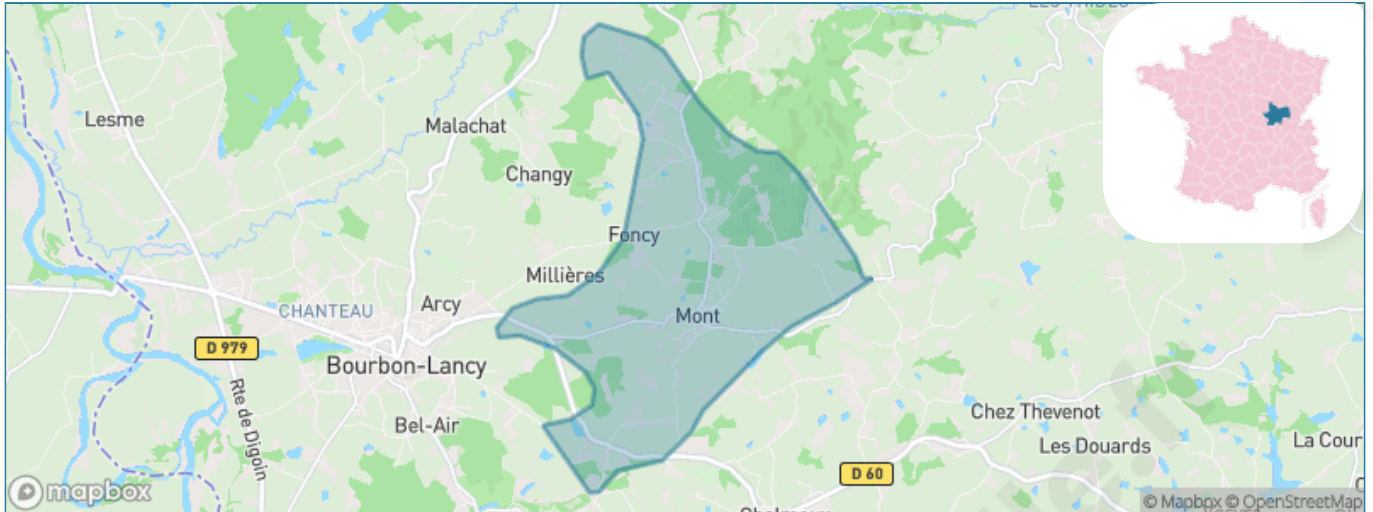 Lesme
Malachat
Changy
Foncy
Millières
Arcy
CHANTEAU
Mont
D 979
Bourbon-Lancy
Rte de Digoin
Bel-Air
Chez Thevenot
Les Douards
La Cour
D 60
mapbox
© Mapbox © OpenStreetMap